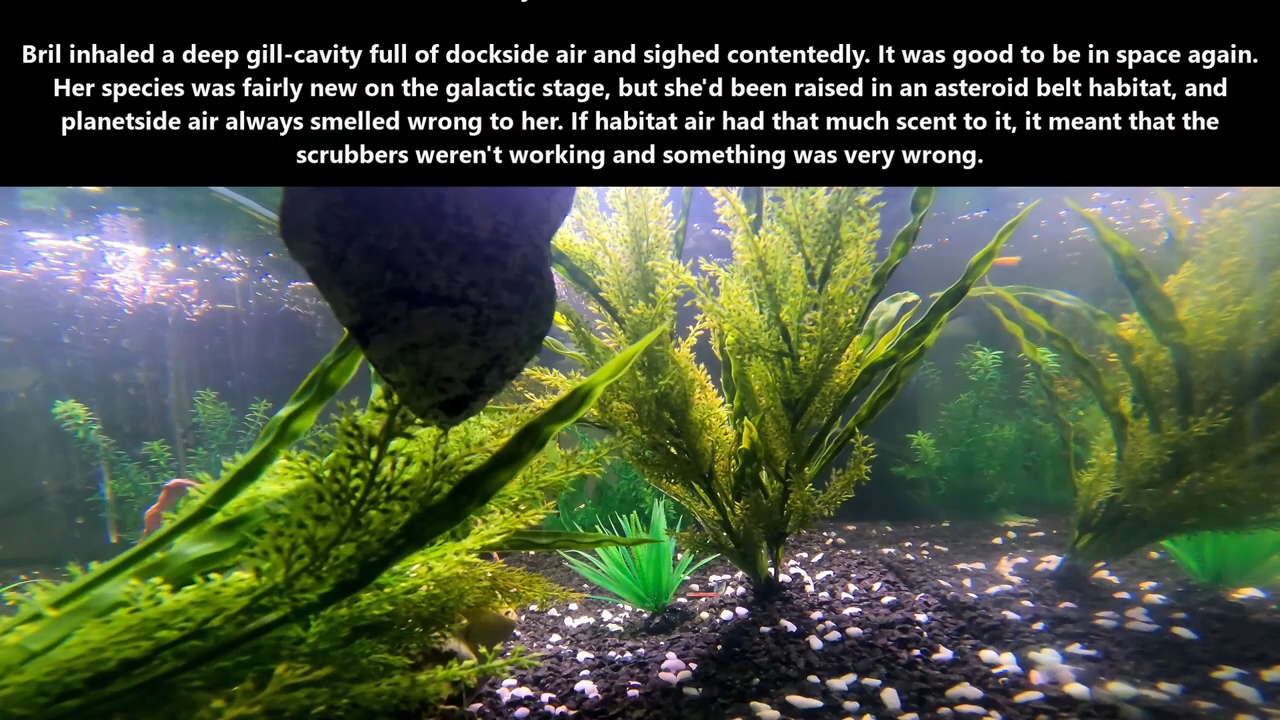 Bril inhaled a deep gill-cavity full of dockside air and sighed contentedly. It was good to be in space again.
Her species was fairly new on the galactic stage, but she'd been raised in an asteroid belt habitat, and
planetside air always smelled wrong to her. If habitat air had that much scent to it, it meant that the
scrubbers weren't working and something was very wrong.